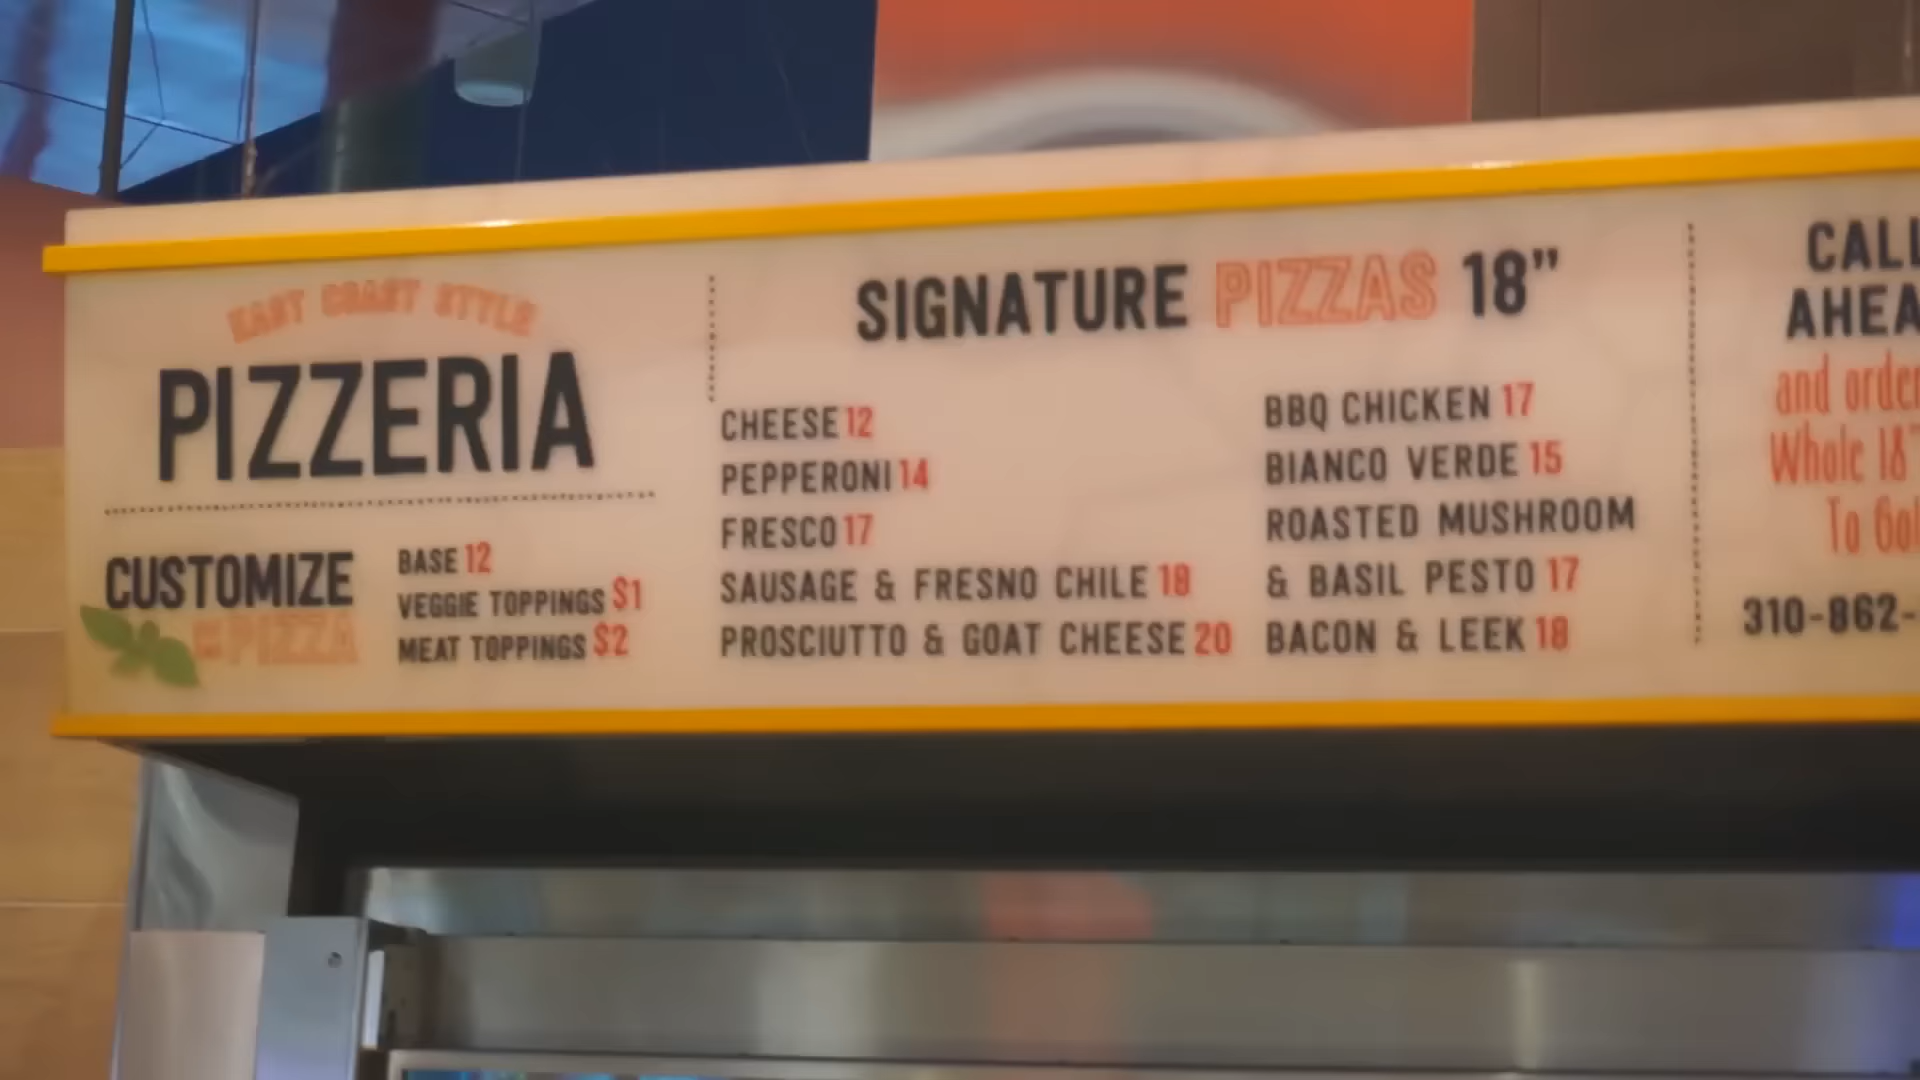 EAST COAST STYLE
PIZZERIA
CUSTOMIZE
PIZZA
BASE 12
VEGGIE TOPPINGS $1
MEAT TOPPINGS $2
SIGNATURE PIZZAS 18"
CHEESE 12
PEPPERONI 14
FRESCO 17
SAUSAGE & FRESNO CHILE 18
PROSCIUTTO & GOAT CHEESE 20
BBQ CHICKEN 17
BIANCO VERDE 15
ROASTED MUSHROOM
& BASIL PESTO 17
BACON & LEEK 18
CALL
AHEA
and order
Whole 18"
To Go
310-862-